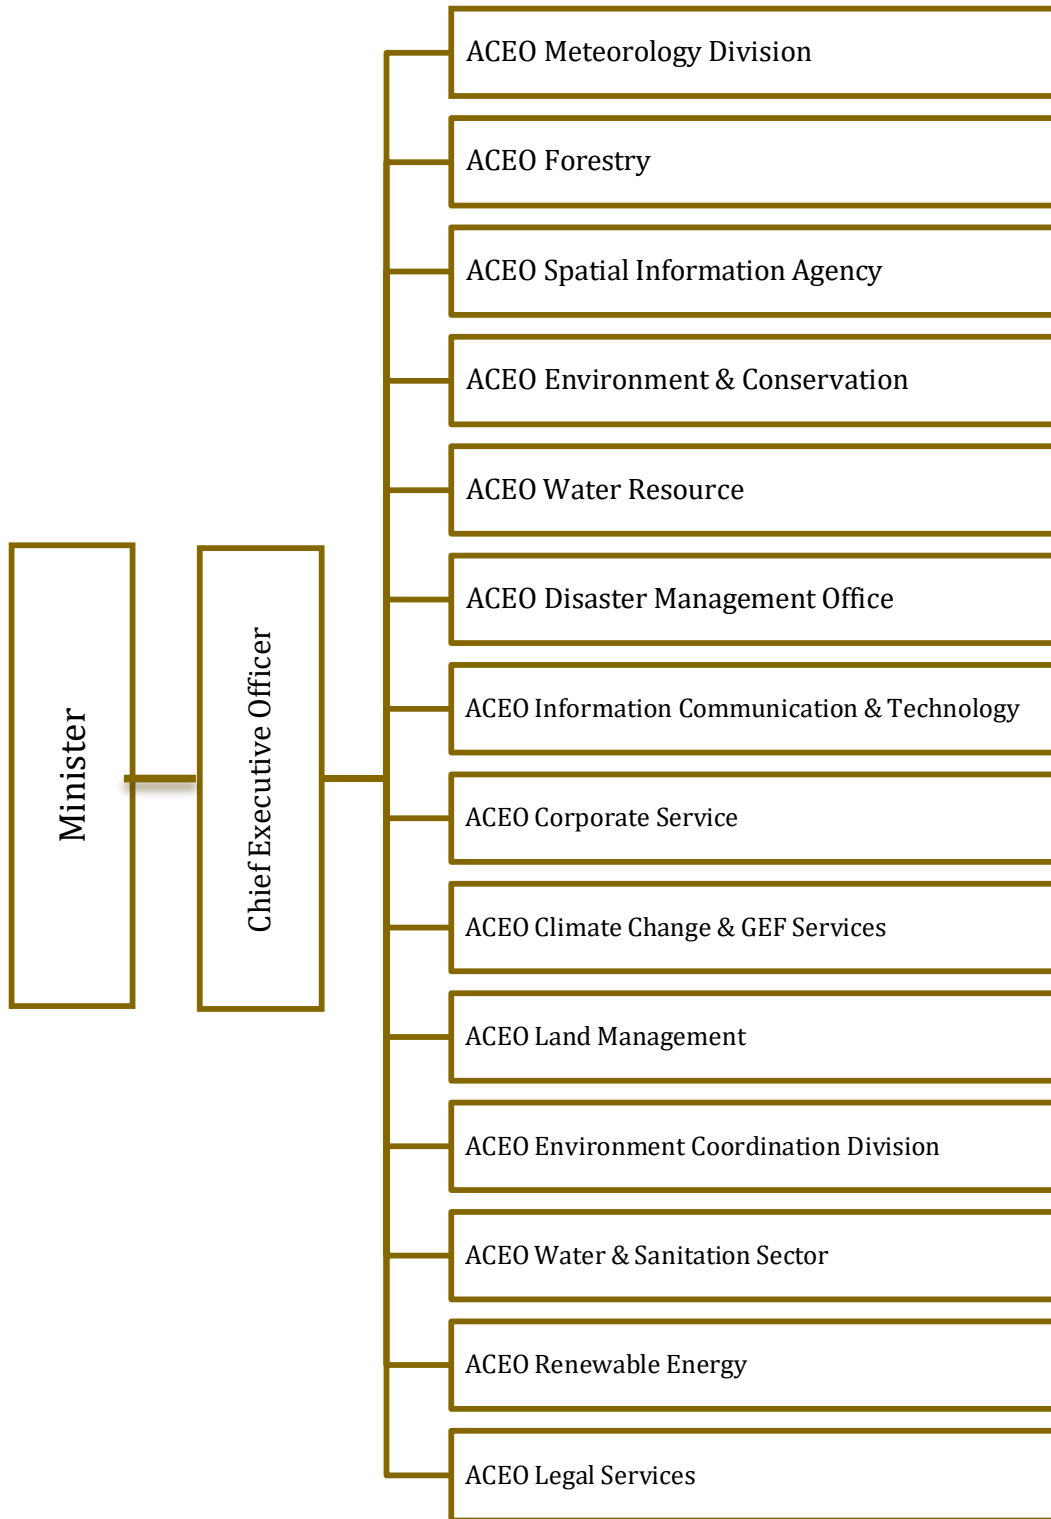 Minister
Chief Executive Officer
ACEO Meteorology Division
ACEO Forestry
ACEO Spatial Information Agency
ACEO Environment & Conservation
ACEO Water Resource
ACEO Disaster Management Office
ACEO Information Communication & Technology
ACEO Corporate Service
ACEO Climate Change & GEF Services
ACEO Land Management
ACEO Environment Coordination Division
ACEO Water & Sanitation Sector
ACEO Renewable Energy
ACEO Legal Services